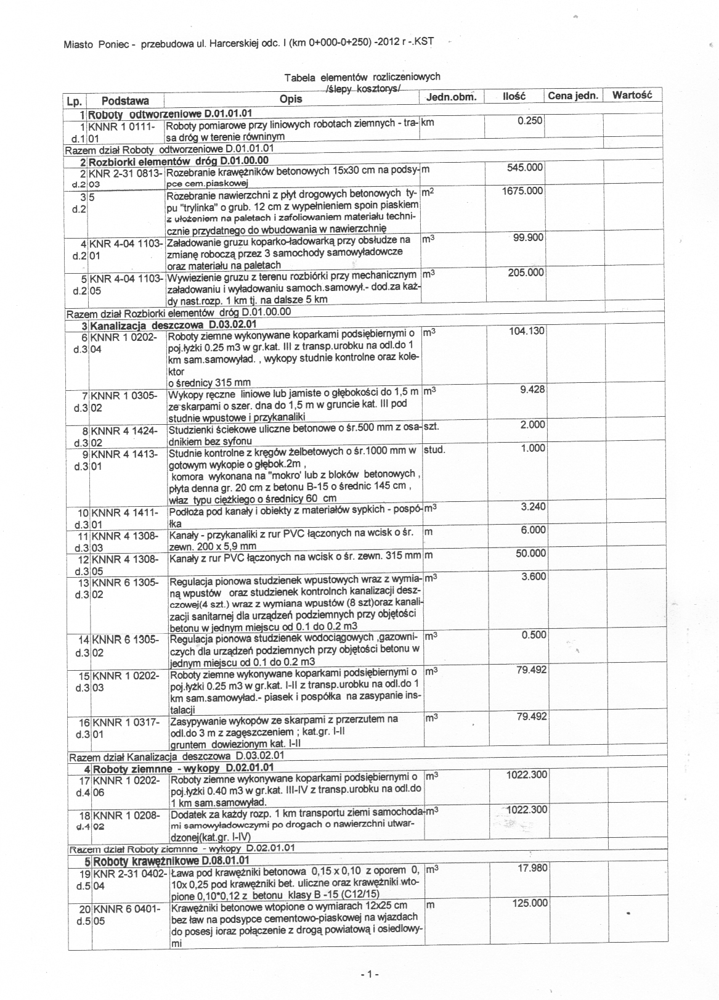 Miasto Poniec - przebudowa ul. Harcerskiej odc. I (km 0+000-0+250) -2012 r -.KST
Tabela elementów rozliczeniowych
/ślepy kosztorys/
Lp. Podstawa Opis Jedn.obm. Ilość Cena jedn. Wartość
1 Roboty odtworzeniowe D.01.01.01
1 KNNR 1 0111- Roboty pomiarowe przy liniowych robotach ziemnych - tra- km 0.250
d.1 01 sa dróg w terenie równinym
Razem dział Roboty odtworzeniowe D.01.01.01
2 Rozbiorki elementów dróg D.01.00.00
2 KNR 2-31 0813- Rozebranie krawężników betonowych 15x30 cm na podsy- m 545.000
d.2 03 pce cem.piaskowej
3 5 Rozebranie nawierzchni z płyt drogowych betonowych ty- m2 1675.000
d.2 pu "trylinka" o grub. 12 cm z wypełnieniem spoin piaskiem
z ułożeniem na paletach i zafoliowaniem materiału techni-
cznie przydatnego do wbudowania w nawierzchnię
4 KNR 4-04 1103- Załadowanie gruzu koparko-ładowarką przy obsłudze na m3 99.900
d.2 01 zmianę roboczą przez 3 samochody samowyładowcze
oraz materiału na paletach
5 KNR 4-04 1103- Wywiezienie gruzu z terenu rozbiórki przy mechanicznym m3 205.000
d.2 05 załadowaniu i wyładowaniu samoch.samowył.- dod.za każ-
dy nast.rozp. 1 km tj. na dalsze 5 km
Razem dział Rozbiorki elementów dróg D.01.00.00
3 Kanalizacja deszczowa D.03.02.01
6 KNNR 1 0202- Roboty ziemne wykonywane koparkami podsiębiernymi o m3 104.130
d.3 04 poj.łyżki 0.25 m3 w gr.kat. III z transp.urobku na odl.do 1
km sam.samowyład. , wykopy studnie kontrolne oraz kole-
ktor
o średnicy 315 mm
7 KNNR 1 0305- Wykopy ręczne liniowe lub jamiste o głębokości do 1,5 m m3 9.428
d.3 02 ze skarpami o szer. dna do 1,5 m w gruncie kat. III pod
studnie wpustowe i przykanaliki
8 KNNR 4 1424- Studzienki ściekowe uliczne betonowe o śr.500 mm z osa- szt. 2.000
d.3 02 dnikiem bez syfonu
9 KNNR 4 1413- Studnie kontrolne z kręgów żelbetowych o śr.1000 mm w stud. 1.000
d.3 01 gotowym wykopie o głębok.2m ,
komora wykonana na "mokro' lub z bloków betonowych ,
płyta denna gr. 20 cm z betonu B-15 o średnic 145 cm ,
właz typu ciężkiego o średnicy 60 cm
10 KNNR 4 1411- Podłoża pod kanały i obiekty z materiałów sypkich - pospó- m3 3.240
d.3 01 łka
11 KNNR 4 1308- Kanały - przykanaliki z rur PVC łączonych na wcisk o śr. m 6.000
d.3 03 zewn. 200 x 5,9 mm
12 KNNR 4 1308- Kanały z rur PVC łączonych na wcisk o śr. zewn. 315 mm m 50.000
d.3 05
13 KNNR 6 1305- Regulacja pionowa studzienek wpustowych wraz z wymia- m3 3.600
d.3 02 ną wpustów oraz studzienek kontrolnch kanalizacji desz-
czowej(4 szt.) wraz z wymiana wpustów (8 szt)oraz kanali-
zacji sanitarnej dla urządzeń podziemnych przy objętości
betonu w jednym miejscu od 0.1 do 0.2 m3
14 KNNR 6 1305- Regulacja pionowa studzienek wodociągowych ,gazowni- m3 0.500
d.3 02 czych dla urządzeń podziemnych przy objętości betonu w
jednym miejscu od 0.1 do 0.2 m3
15 KNNR 1 0202- Roboty ziemne wykonywane koparkami podsiębiernymi o m3 79.492
d.3 03 poj.łyżki 0.25 m3 w gr.kat. I-II z transp.urobku na odl.do 1
km sam.samowyład.- piasek i pospółka na zasypanie ins-
talacji
16 KNNR 1 0317- Zasypywanie wykopów ze skarpami z przerzutem na m3 79.492
d.3 01 odl.do 3 m z zagęszczeniem ; kat.gr. I-II
gruntem dowiezionym kat. I-II
Razem dział Kanalizacja deszczowa D.03.02.01
4 Roboty ziemnne - wykopy D.02.01.01
17 KNNR 1 0202- Roboty ziemne wykonywane koparkami podsiębiernymi o m3 1022.300
d.4 06 poj.łyżki 0.40 m3 w gr.kat. III-IV z transp.urobku na odl.do
1 km sam.samowyład.
18 KNNR 1 0208- Dodatek za każdy rozp. 1 km transportu ziemi samochoda- m3 1022.300
d.4 02 mi samowyładowczymi po drogach o nawierzchni utwar-
dzonej(kat.gr. I-IV)
Razem dział Roboty ziemnne - wykopy D.02.01.01
5 Roboty krawężnikowe D.08.01.01
19 KNR 2-31 0402- Ława pod krawężniki betonowa 0,15 x 0,10 z oporem 0, m3 17.980
d.5 04 10x 0,25 pod krawężniki bet. uliczne oraz krawężniki wto-
pione 0,10*0,12 z betonu klasy B -15 (C12/15)
20 KNNR 6 0401- Krawężniki betonowe wtopione o wymiarach 12x25 cm m 125.000
d.5 05 bez ław na podsypce cementowo-piaskowej na wjazdach
do posesj ioraz połączenie z drogą powiatową i osiedlowy-
mi
- 1 -